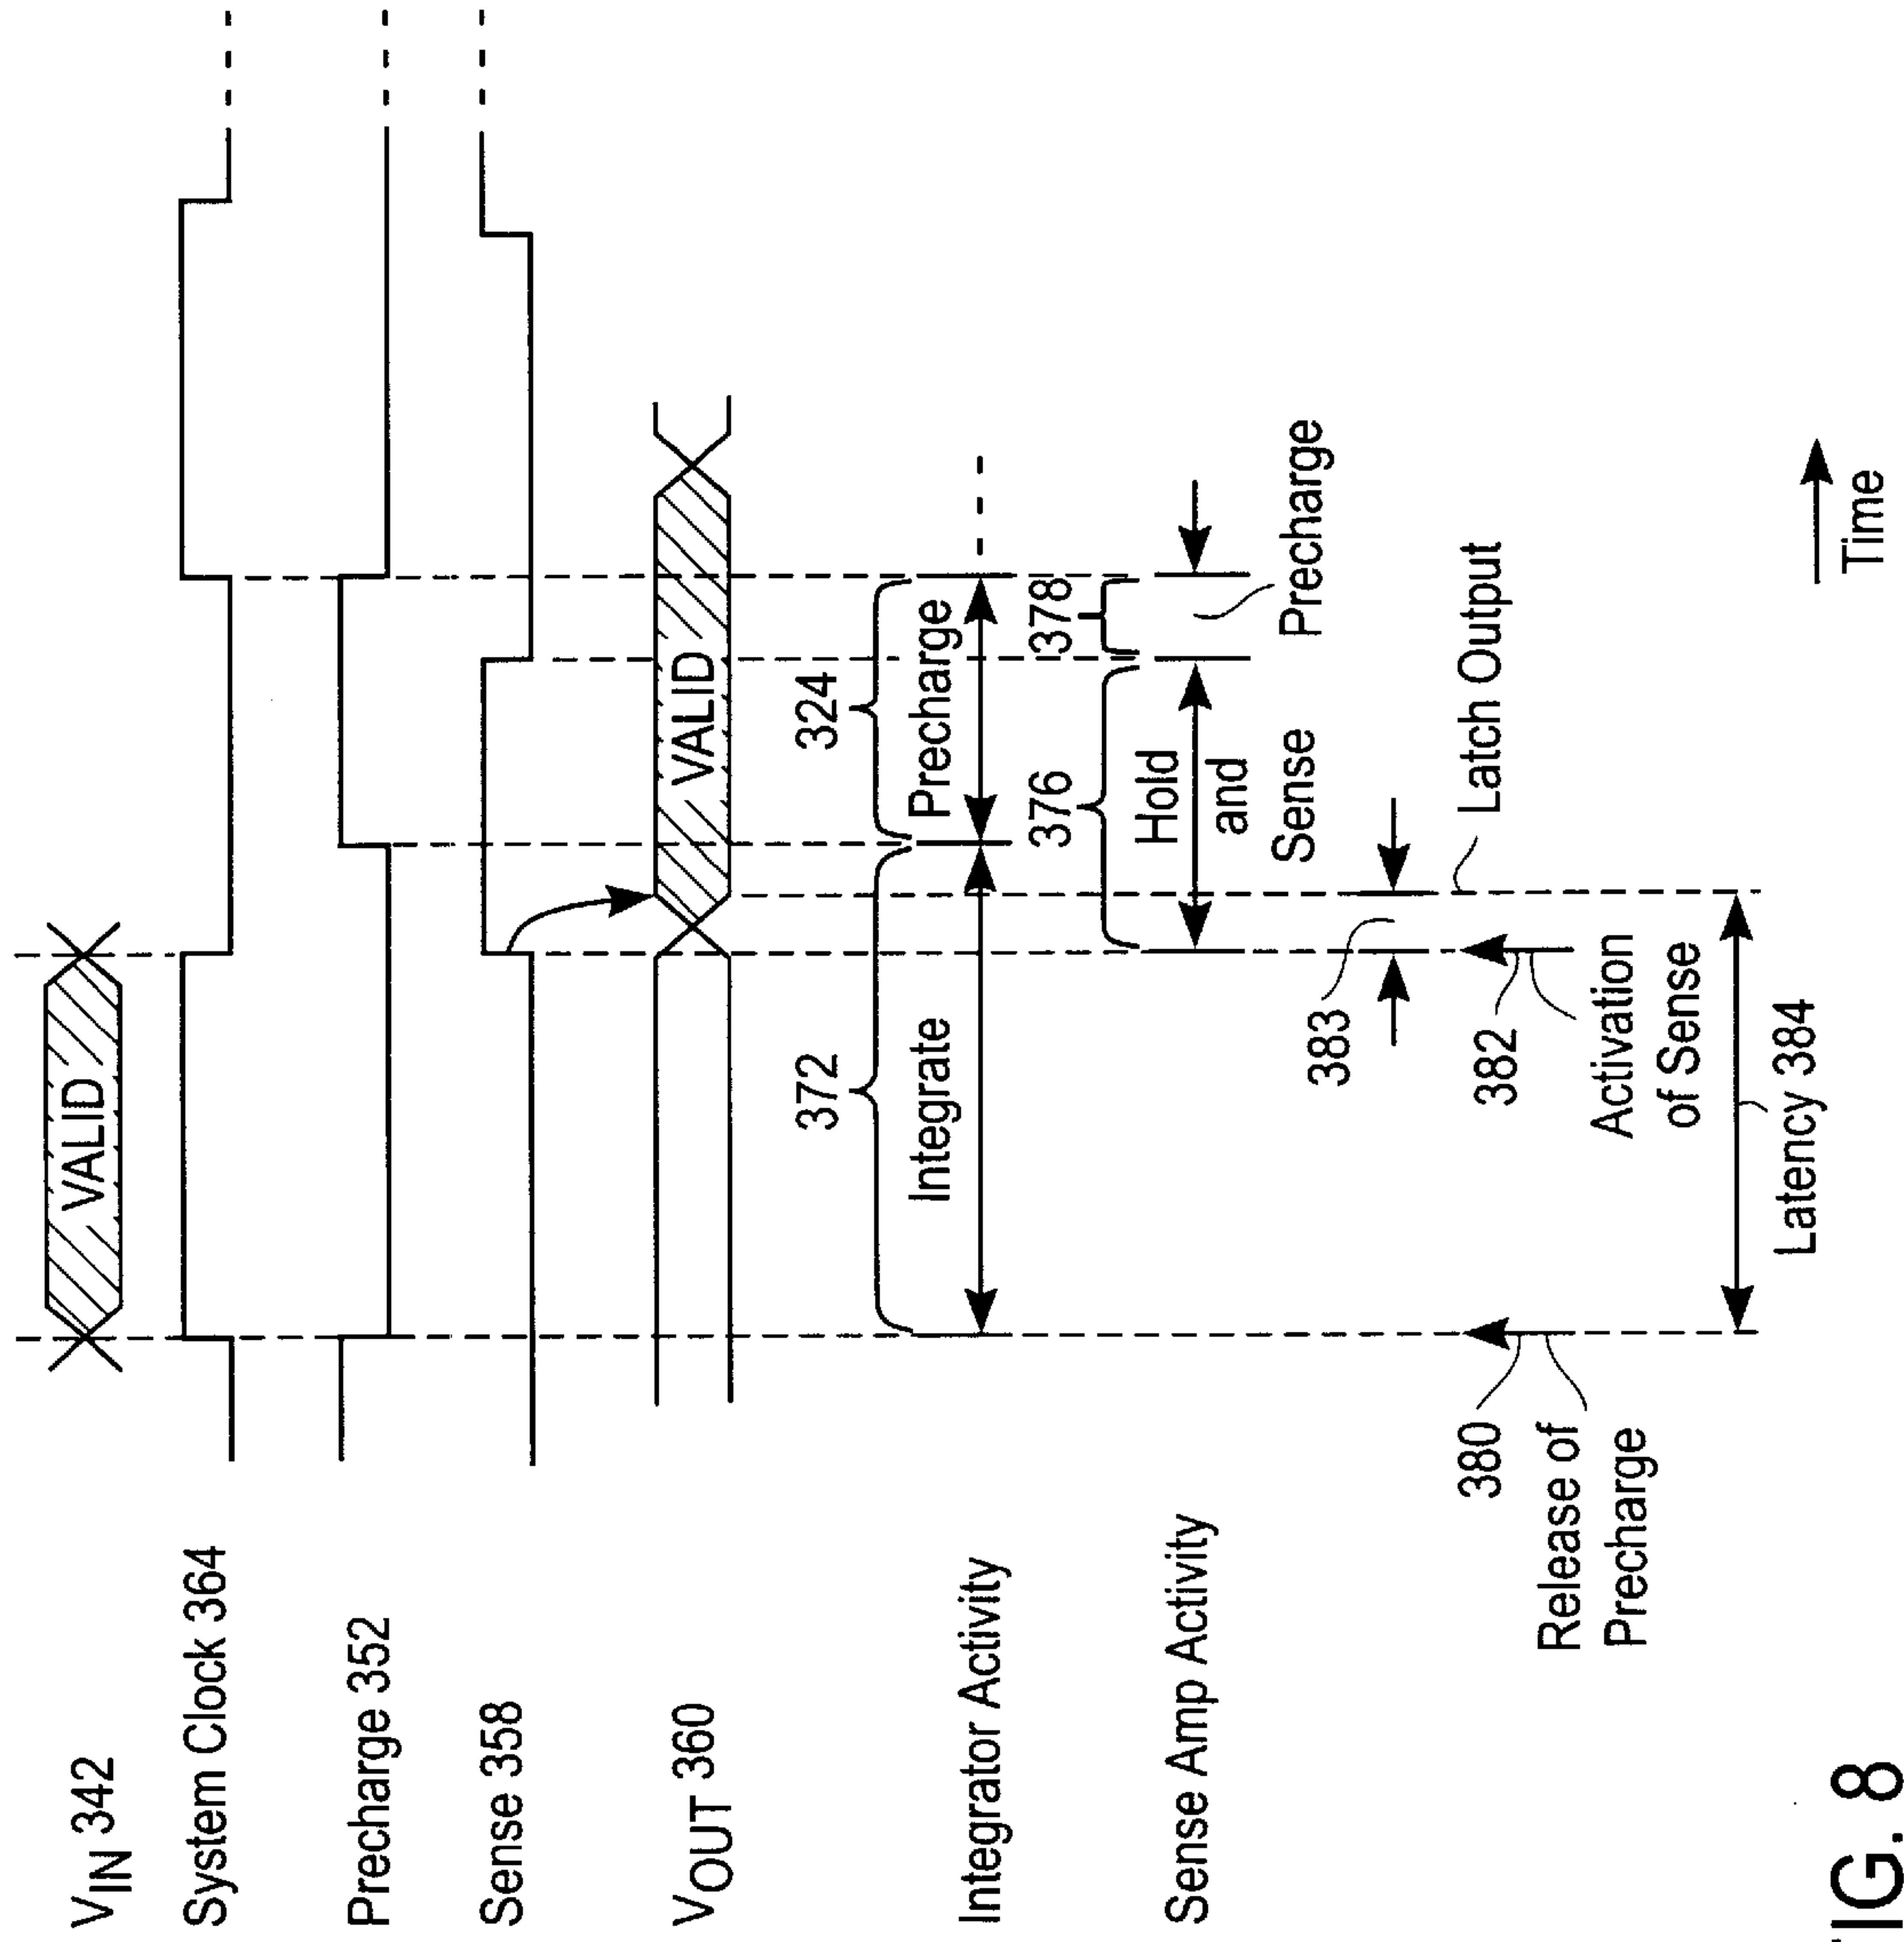 VIN 342
VALID
System Clock 364
Precharge 352
Sense 358
VOUT 360
VALID
372
324
Integrator Activity
Integrate
Precharge
376
378
Sense Amp Activity
Hold
and
Sense
Precharge
383
380
382
Latch Output
Release of
Precharge
Activation
of Sense
Latency 384
Time
FIG. 8